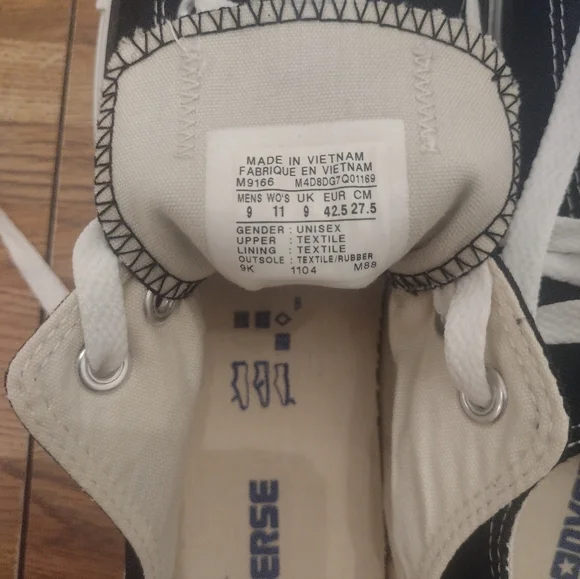 MADE IN VIETNAM
FABRIQUE EN VIETNAM
M9166 M4D8DG7Q01169
MENS WO'S UK EUR CM
9 11 9 42.5 27.5
GENDER : UNISEX
UPPER : TEXTILE
LINING : TEXTILE
OUTSOLE : TEXTILE/RUBBER
9K 1104 M88
ERSE